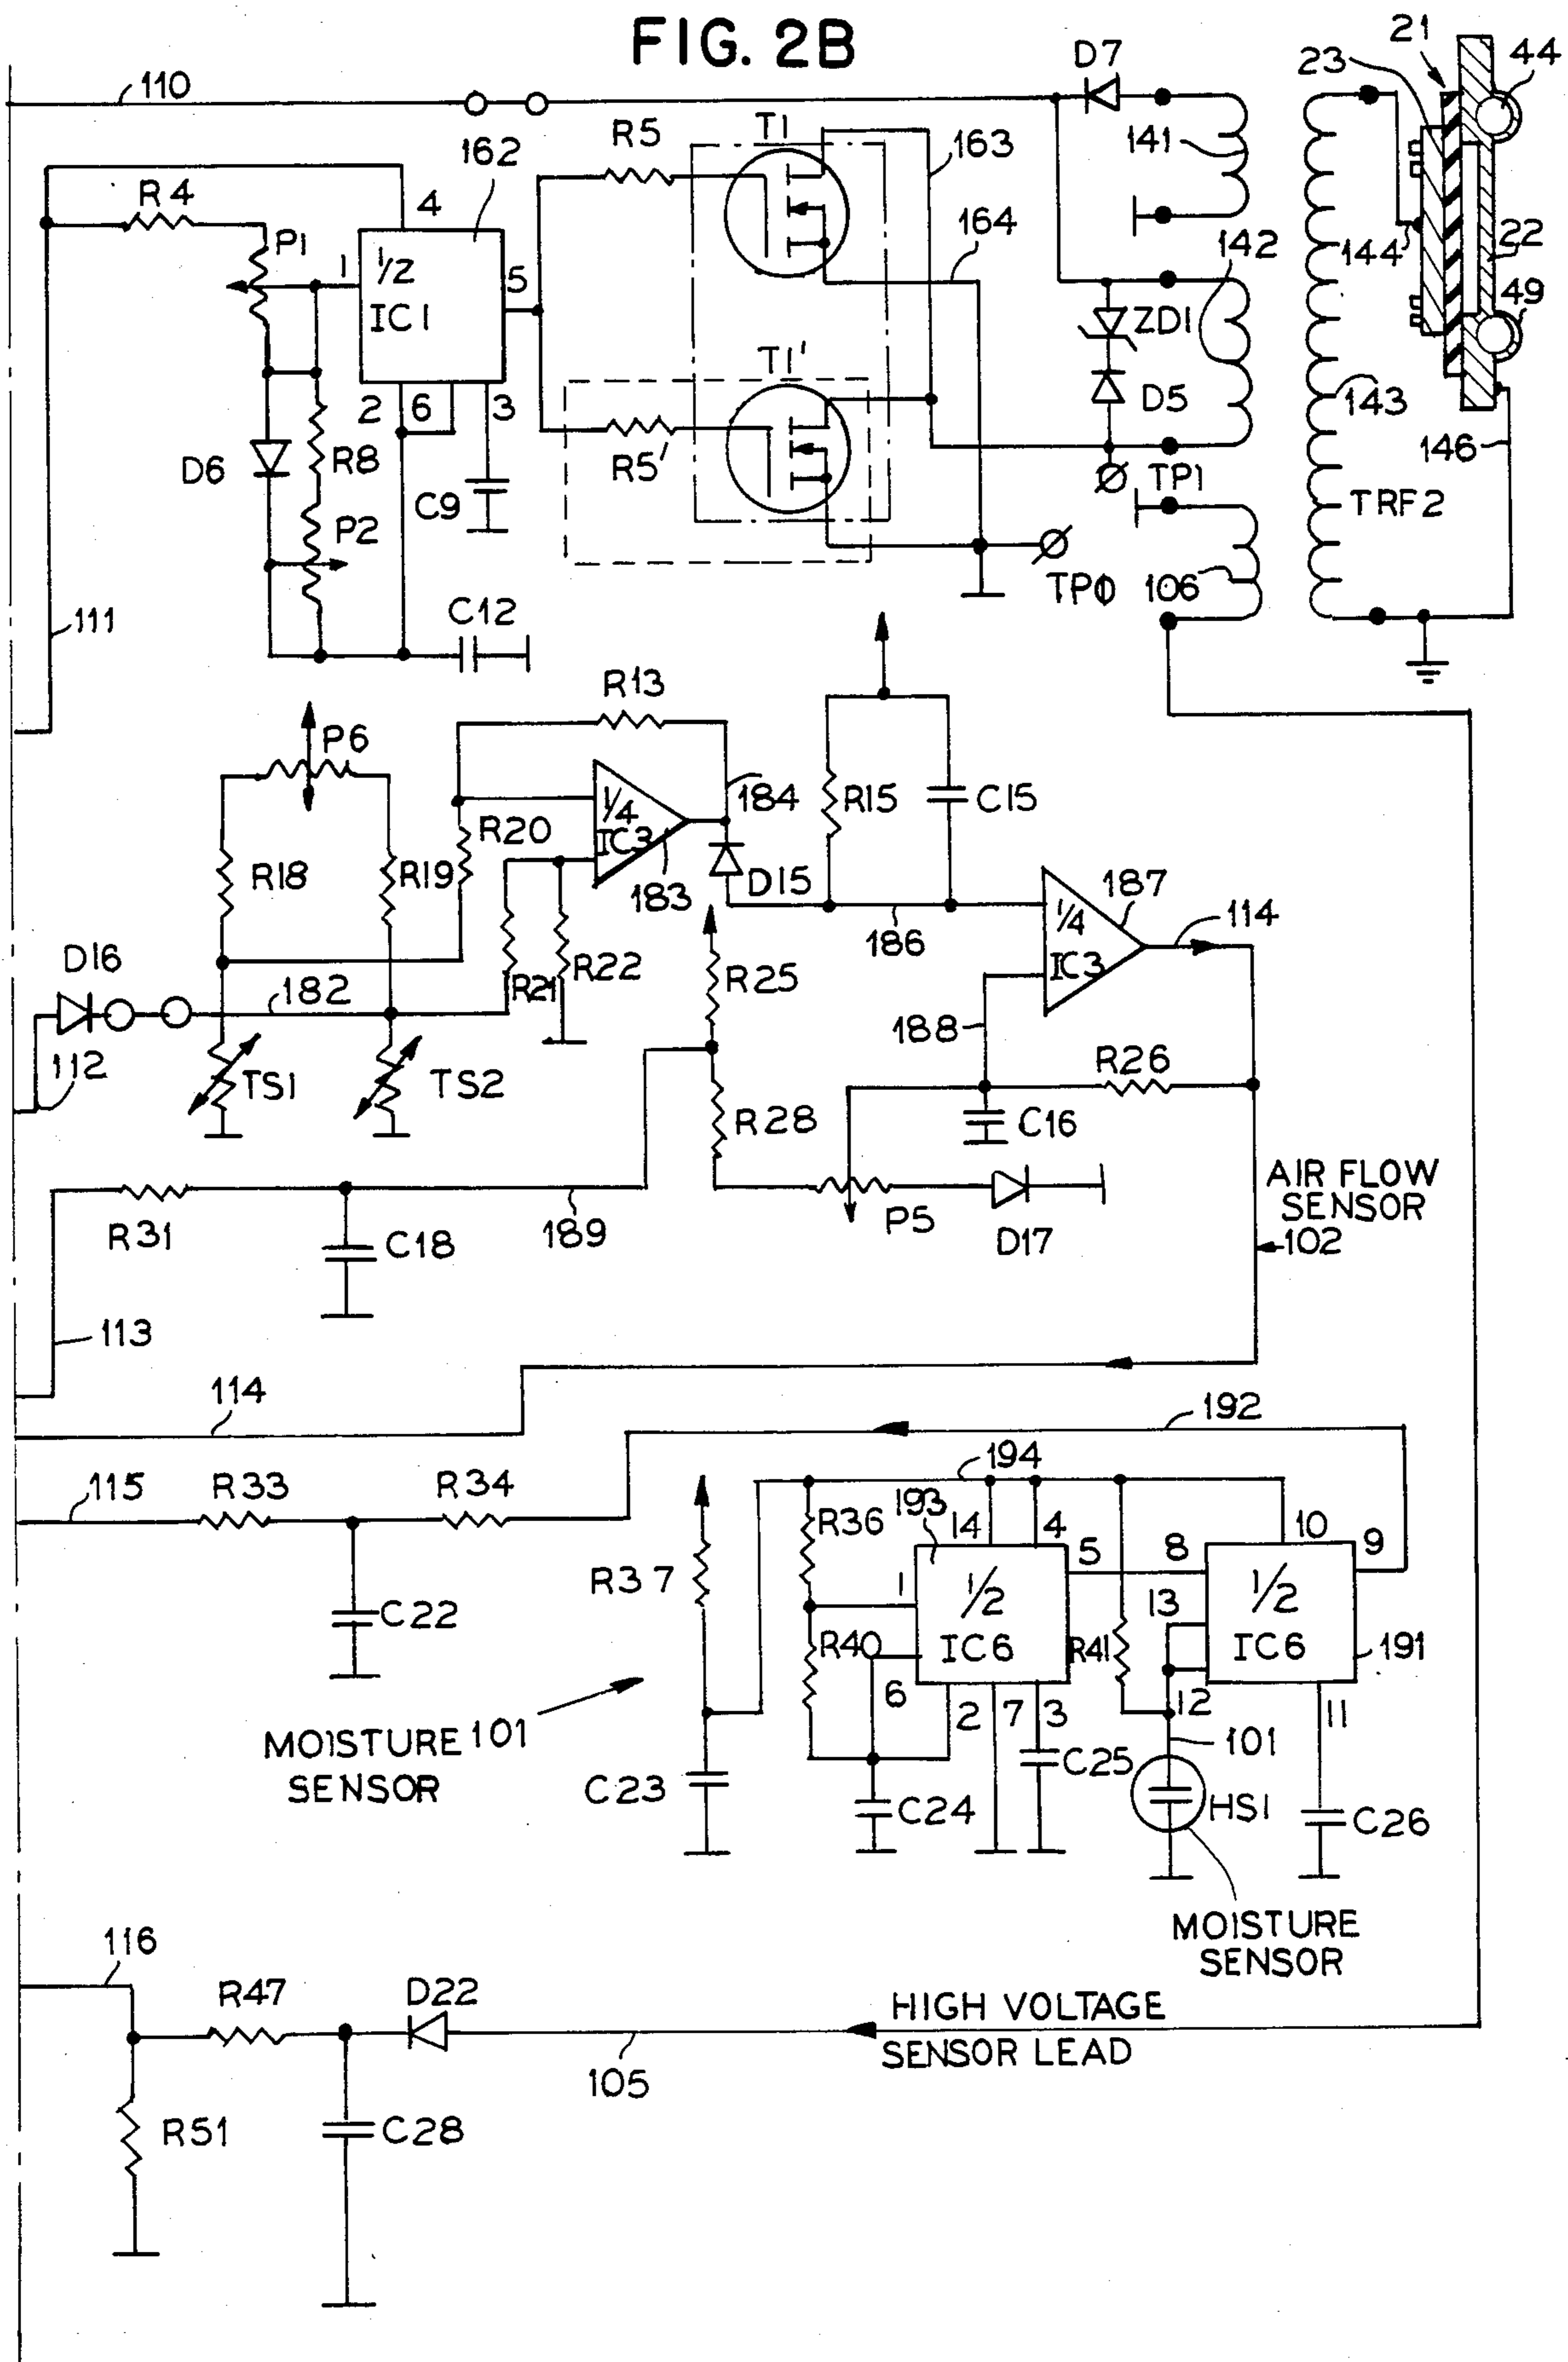 FIG. 2B
D7
21
44
23
110
R5
T1
162
163
141
R4
4
P1
1
1/2
IC1
5
164
142
144
22
ZD1
49
T1'
2
6
3
D5
143
D6
R8
R5'
C9
TP1
146
P2
TRF2
TPØ
106
111
C12
R13
P6
1/4
IC3
184
R15
C15
R20
R18
R19
183
D15
187
1/4
IC3
114
186
D16
182
R21
R22
R25
188
112
TS1
TS2
R26
R28
C16
AIR FLOW
SENSOR
102
R31
C18
189
P5
D17
113
114
192
115
R33
R34
194
193
R36
14
4
10
9
R37
5
8
1
1/2
IC6
13
1/2
IC6
C22
R40
R41
191
6
2
7
3
12
11
MOISTURE 101
SENSOR
101
C25
C23
C24
HS1
C26
MOISTURE
SENSOR
116
R47
D22
HIGH VOLTAGE
SENSOR LEAD
105
R51
C28